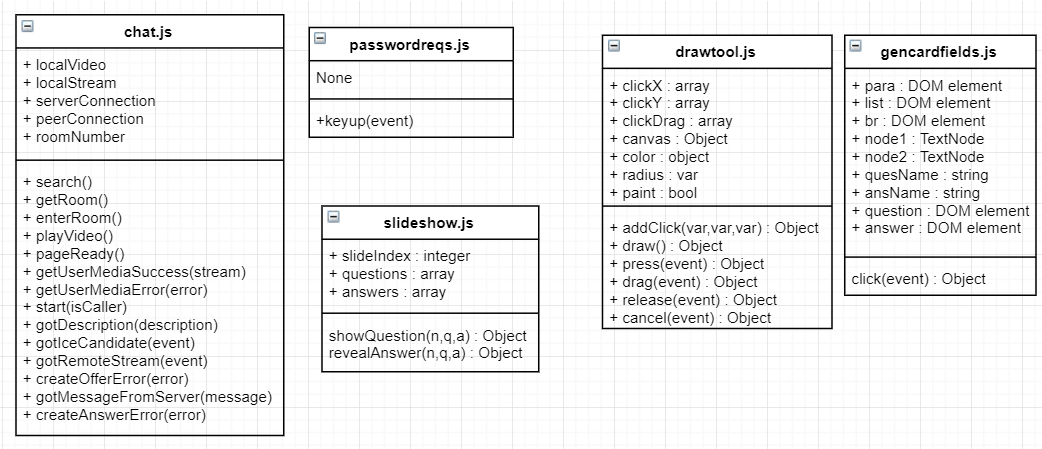 chat.js
+ localVideo
+ localStream
+ serverConnection
+ peerConnection
+ roomNumber
+ search()
+ getRoom()
+ enterRoom()
+ playVideo()
+ pageReady()
+ getUserMediaSuccess(stream)
+ getUserMediaError(error)
+ start(isCaller)
+ gotDescription(description)
+ gotIceCandidate(event)
+ gotRemoteStream(event)
+ createOfferError(error)
+ gotMessageFromServer(message)
+ createAnswerError(error)
passwordreqs.js
None
+keyup(event)
slideshow.js
+ slideIndex : integer
+ questions : array
+ answers : array
showQuestion(n,q,a) : Object
revealAnswer(n,q,a) : Object
drawtool.js
+ clickX : array
+ clickY : array
+ clickDrag : array
+ canvas : Object
+ color : object
+ radius : var
+ paint : bool
+ addClick(var,var,var) : Object
+ draw() : Object
+ press(event) : Object
+ drag(event) : Object
+ release(event) : Object
+ cancel(event) : Object
gencardfields.js
+ para : DOM element
+ list : DOM element
+ br : DOM element
+ node1 : TextNode
+ node2 : TextNode
+ quesName : string
+ ansName : string
+ question : DOM element
+ answer : DOM element
click(event) : Object